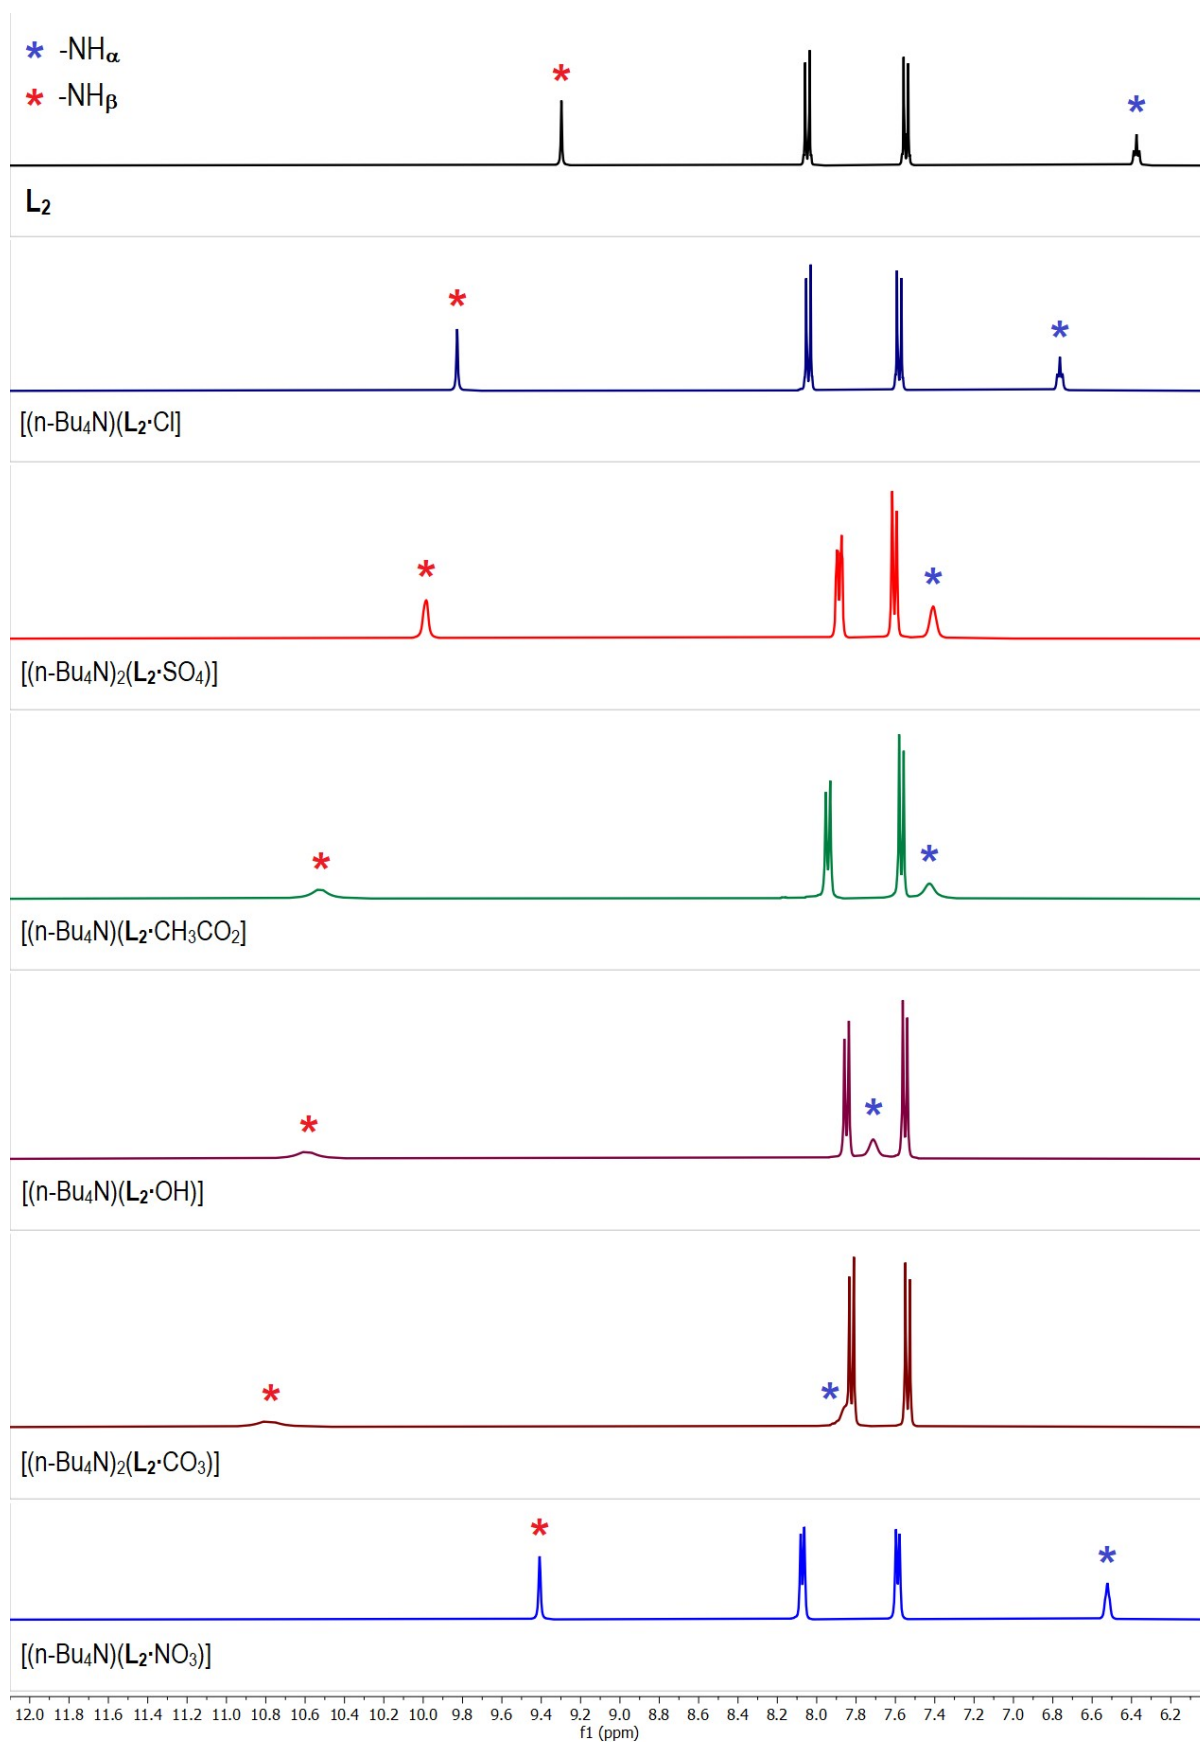 * -NHα
* -NHβ
* *
L2
* *
[(n-Bu4N)(L2·Cl]
* *
[(n-Bu4N)2(L2·SO4)]
* *
[(n-Bu4N)(L2·CH3CO2]
* *
[(n-Bu4N)(L2·OH)]
* *
[(n-Bu4N)2(L2·CO3)]
* *
[(n-Bu4N)(L2·NO3)]
12.0 11.8 11.6 11.4 11.2 11.0 10.8 10.6 10.4 10.2 10.0 9.8 9.6 9.4 9.2 9.0 8.8 8.6 8.4 8.2 8.0 7.8 7.6 7.4 7.2 7.0 6.8 6.6 6.4 6.2
f1 (ppm)